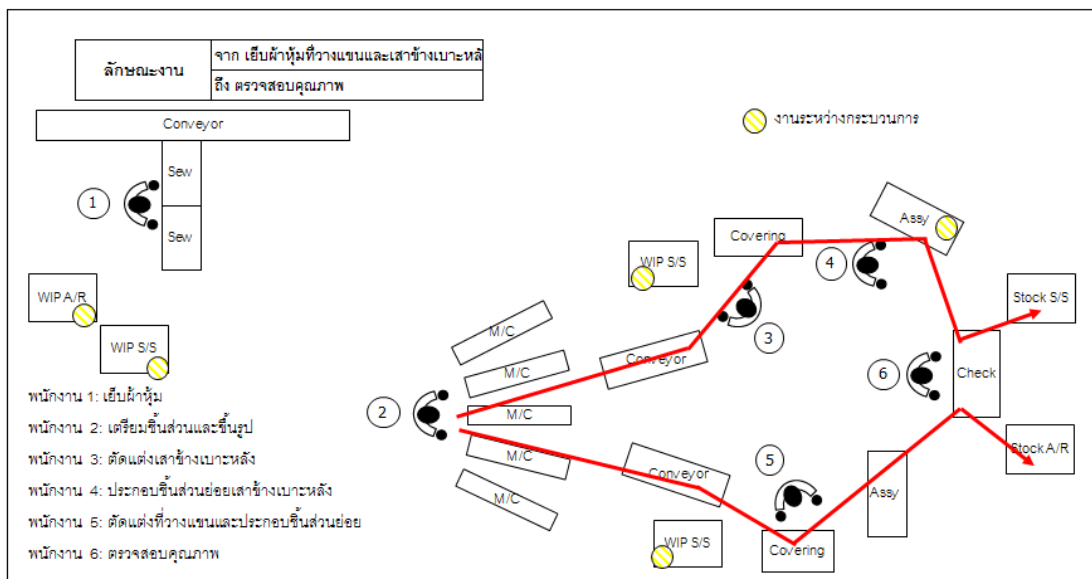 ลักษณะงาน
จาก เย็บผ้าหุ้มที่วางแขนและเสาข้างเบาะหลั
ถึง ตรวจสอบคุณภาพ
Conveyor
งานระหว่างกระบวนการ
Sew
1
Sew
Assy
Covering
4
WIP S/S
WIP A/R
Stock S/S
M/C
3
WIP S/S
Conveyor
M/C
6
Check
พนักงาน 1: เย็บผ้าหุ้ม
2
M/C
พนักงาน 2: เตรียมชิ้นส่วนและขึ้นรูป
M/C
Stock A/R
พนักงาน 3: ตัดแต่งเสาข้างเบาะหลัง
5
Conveyor
M/C
Assy
พนักงาน 4: ประกอบชิ้นส่วนย่อยเสาข้างเบาะหลัง
พนักงาน 5: ตัดแต่งที่วางแขนและประกอบชิ้นส่วนย่อย
WIP S/S
Covering
พนักงาน 6: ตรวจสอบคุณภาพ